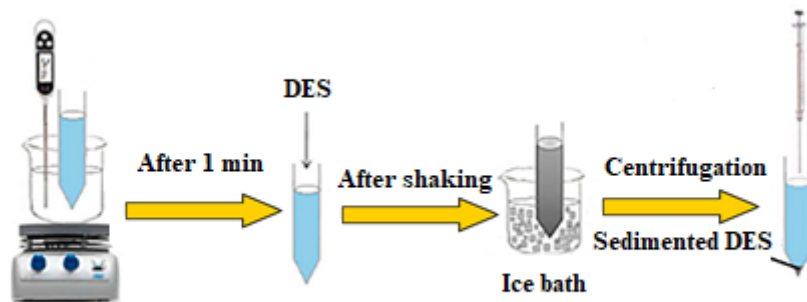 DES
After 1 min
After shaking
Centrifugation
Sedimented DES
Ice bath